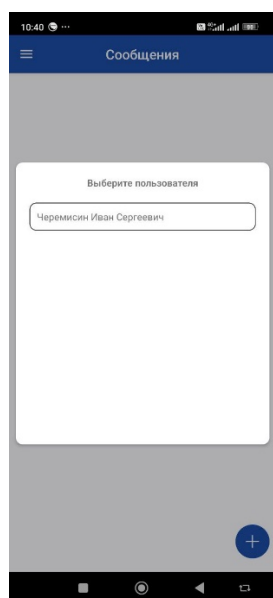 10:40
Сообщения
Выберите пользователя
Черемисин Иван Сергеевич